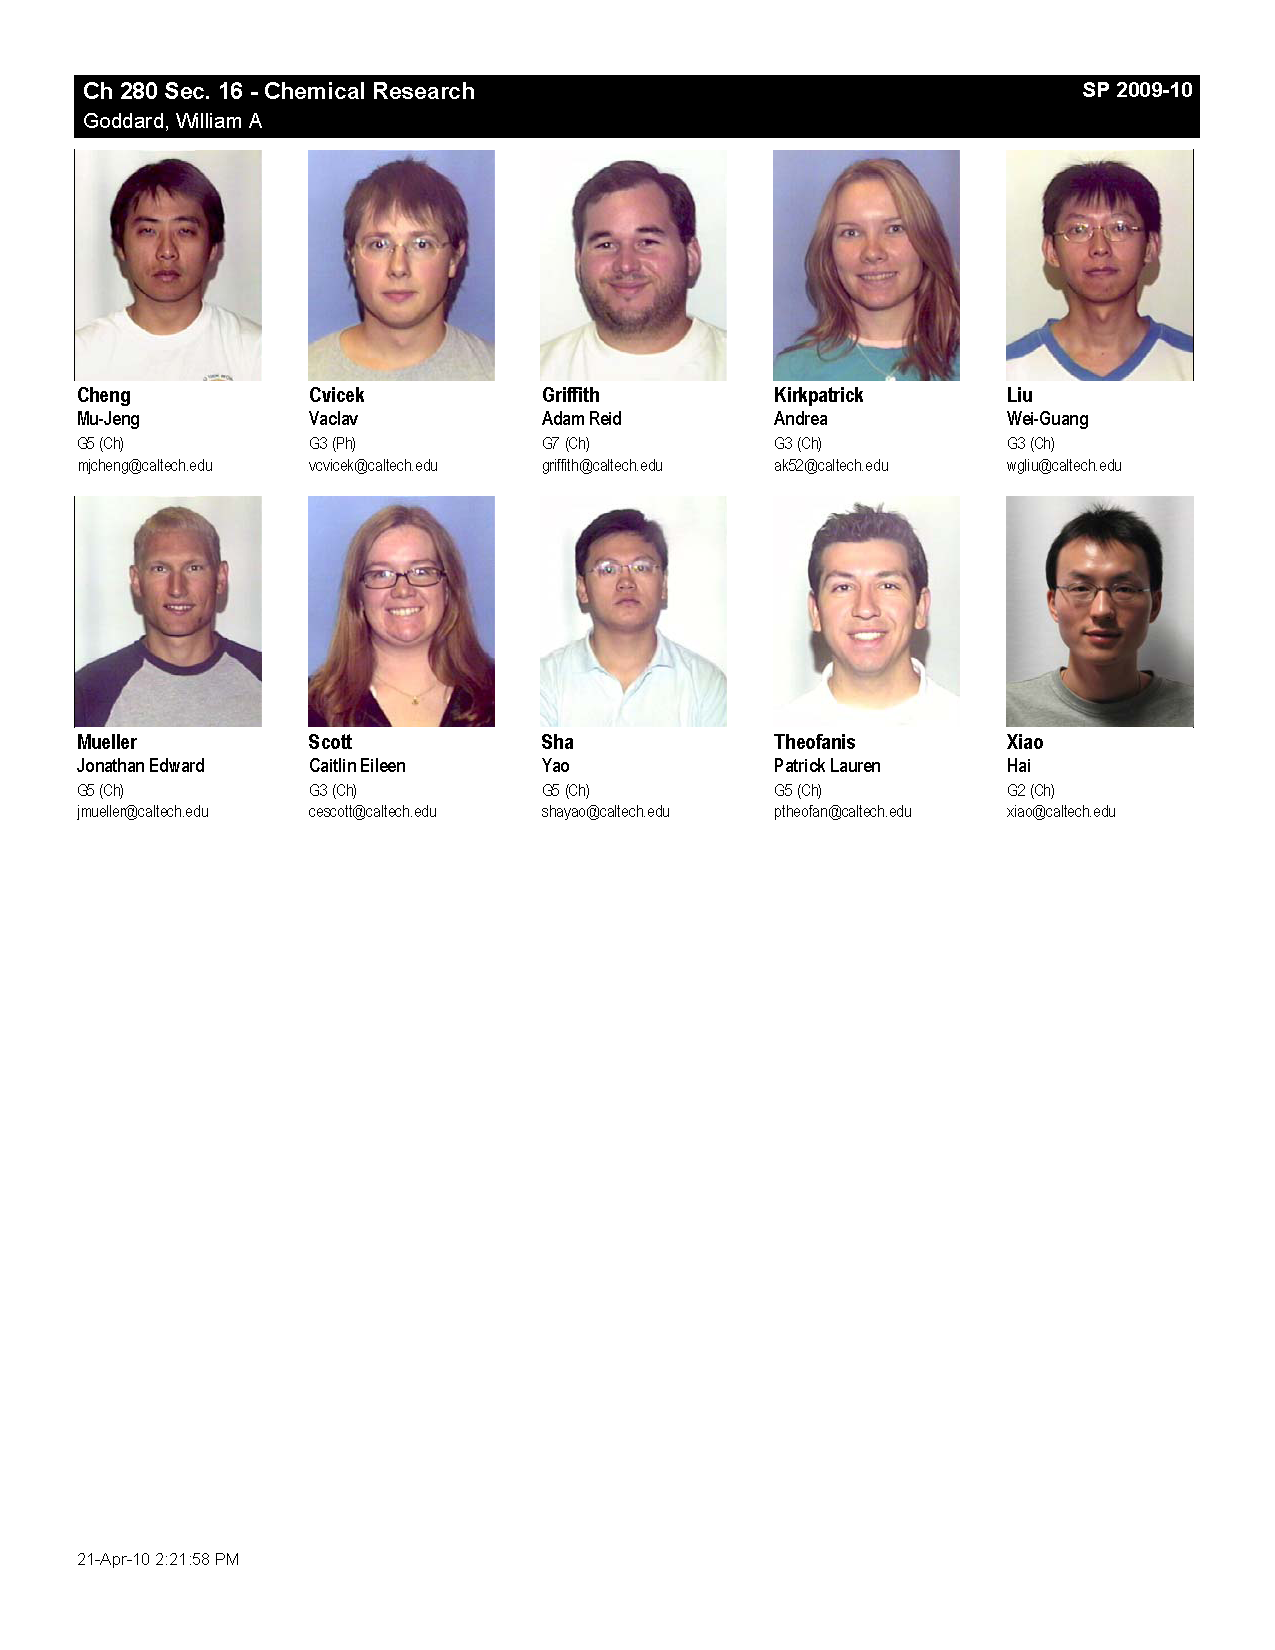 Ch 280 Sec. 16 - Chemical Research SP 2009-10
Goddard, William A
Cheng Cvicek Griffith Kirkpatrick Liu
Mu-Jeng Vaclav Adam Reid Andrea Wei-Guang
G5 (Ch) G3 (Ph) G7 (Ch) G3 (Ch) G3 (Ch)
mjcheng@caltech.edu vcvicek@caltech.edu griffith@caltech.edu ak52@caltech.edu wgliu@caltech.edu
Mueller Scott Sha Theofanis Xiao
Jonathan Edward Caitlin Eileen Yao Patrick Lauren Hai
G5 (Ch) G3 (Ch) G5 (Ch) G5 (Ch) G2 (Ch)
jmueller@caltech.edu cescott@caltech.edu shayao@caltech.edu ptheofan@caltech.edu xiao@caltech.edu
21-Apr-10 2:21:58 PM